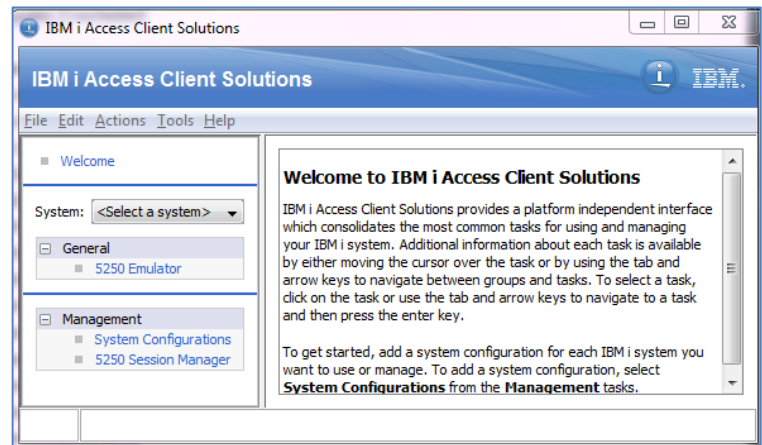 IBM i Access Client Solutions
IBM i Access Client Solutions
IBM.
File Edit Actions Tools Help
Welcome
System: <Select a system>
General
5250 Emulator
Management
System Configurations
5250 Session Manager
Welcome to IBM i Access Client Solutions
IBM i Access Client Solutions provides a platform independent interface
which consolidates the most common tasks for using and managing
your IBM i system. Additional information about each task is available
by either moving the cursor over the task or by using the tab and
arrow keys to navigate between groups and tasks. To select a task,
click on the task or use the tab and arrow keys to navigate to a task
and then press the enter key.
To get started, add a system configuration for each IBM i system you
want to use or manage. To add a system configuration, select
System Configurations from the Management tasks.